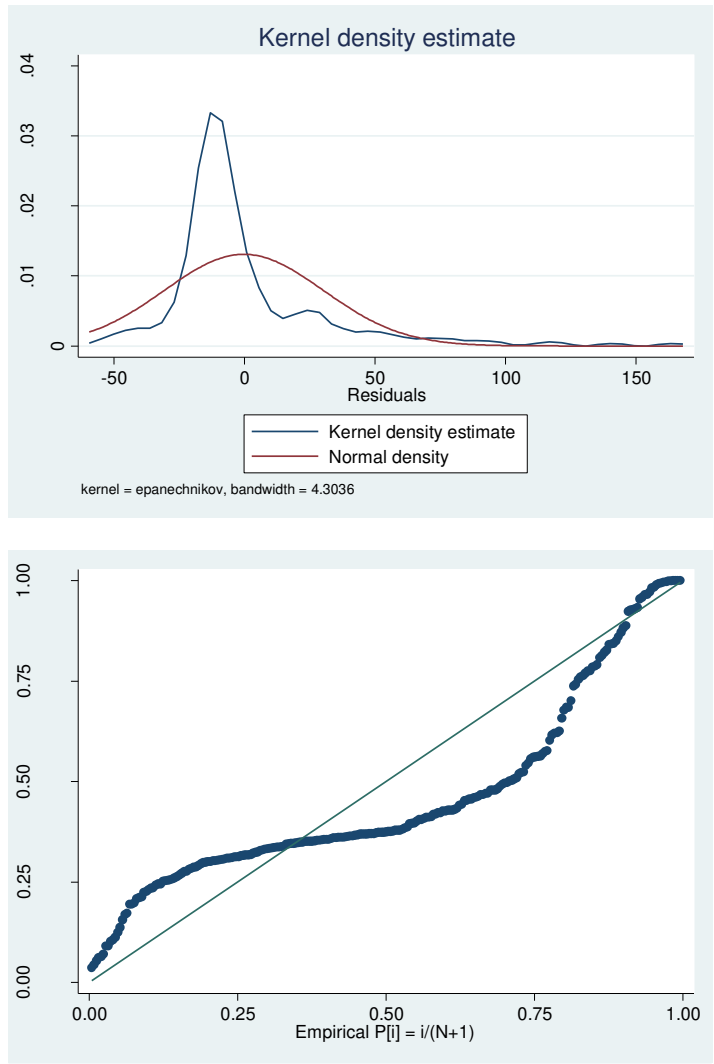 Kernel density estimate
.04
.03
.02
.01
0
-50 0 50 100 150
Residuals
Kernel density estimate
Normal density
kernel = epanechnikov, bandwidth = 4.3036
1.00
0.75
0.50
0.25
0.00
0.00 0.25 0.50 0.75 1.00
Empirical P[i] = i/(N+1)